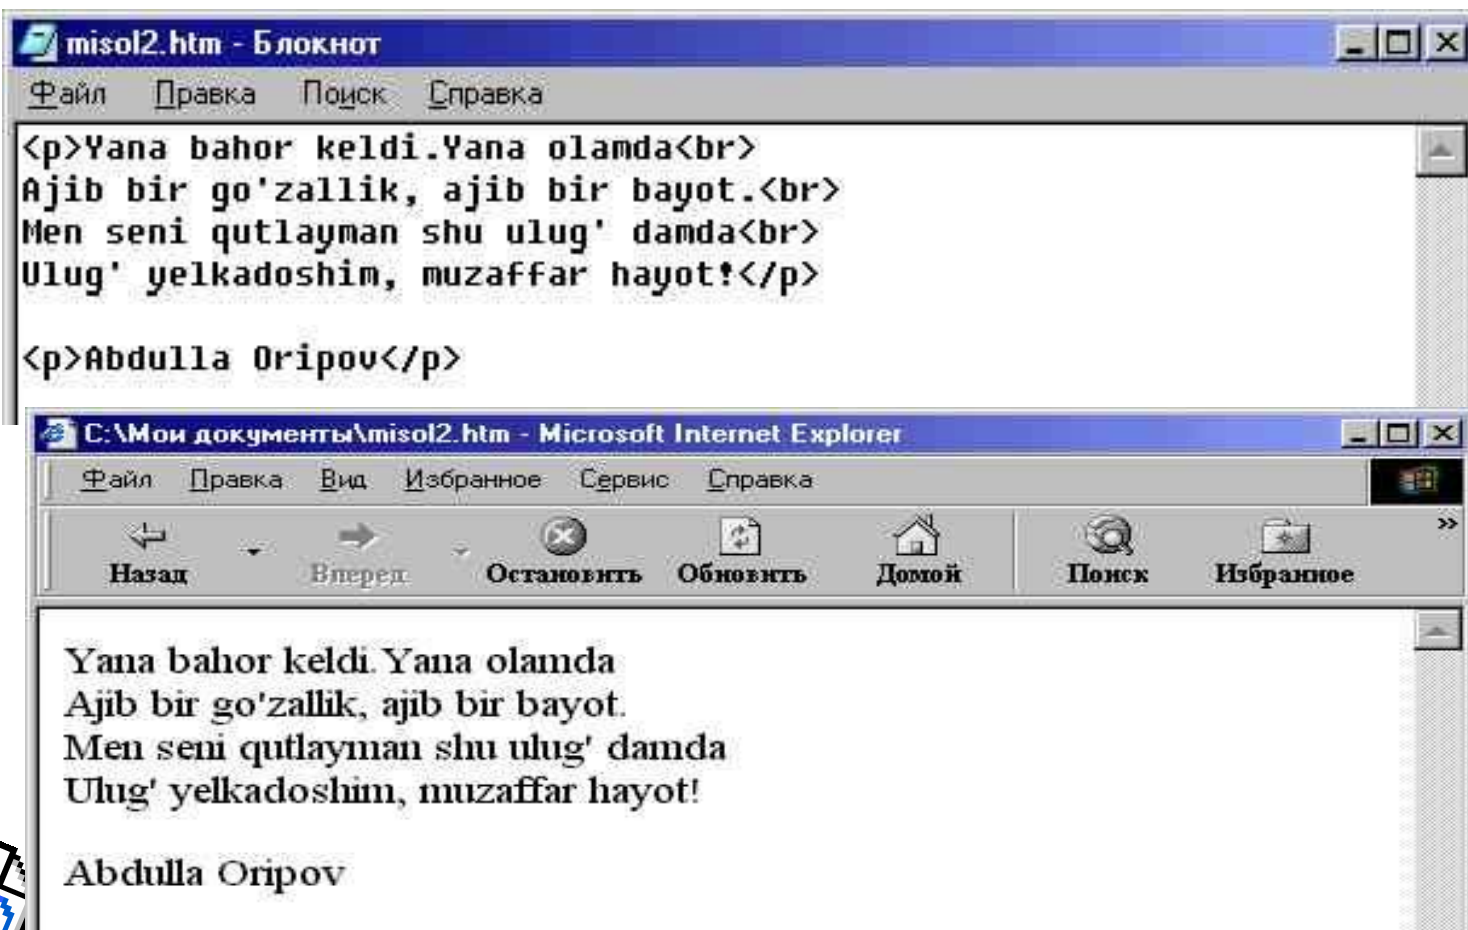 misol2.htm - Блокнот
Файл Правка Поиск Справка
<p>Yana bahor keldi.Yana olamda<br>
Ajib bir go'zallik, ajib bir bayot.<br>
Men seni qutlayman shu ulug' damda<br>
Ulug' yelkadoshim, muzaffar hayot!</p>
<p>Abdulla Oripov</p>
C:\Мои документы\misol2.htm - Microsoft Internet Explorer
Файл Правка Вид Избранное Сервис Справка
Назад Вперед Остановить Обновить Домой Поиск Избранное »
Yana bahor keldi.Yana olamda
Ajib bir go'zallik, ajib bir bayot.
Men seni qutlayman shu ulug' damda
Ulug' yelkadoshim, muzaffar hayot!
Abdulla Oripov